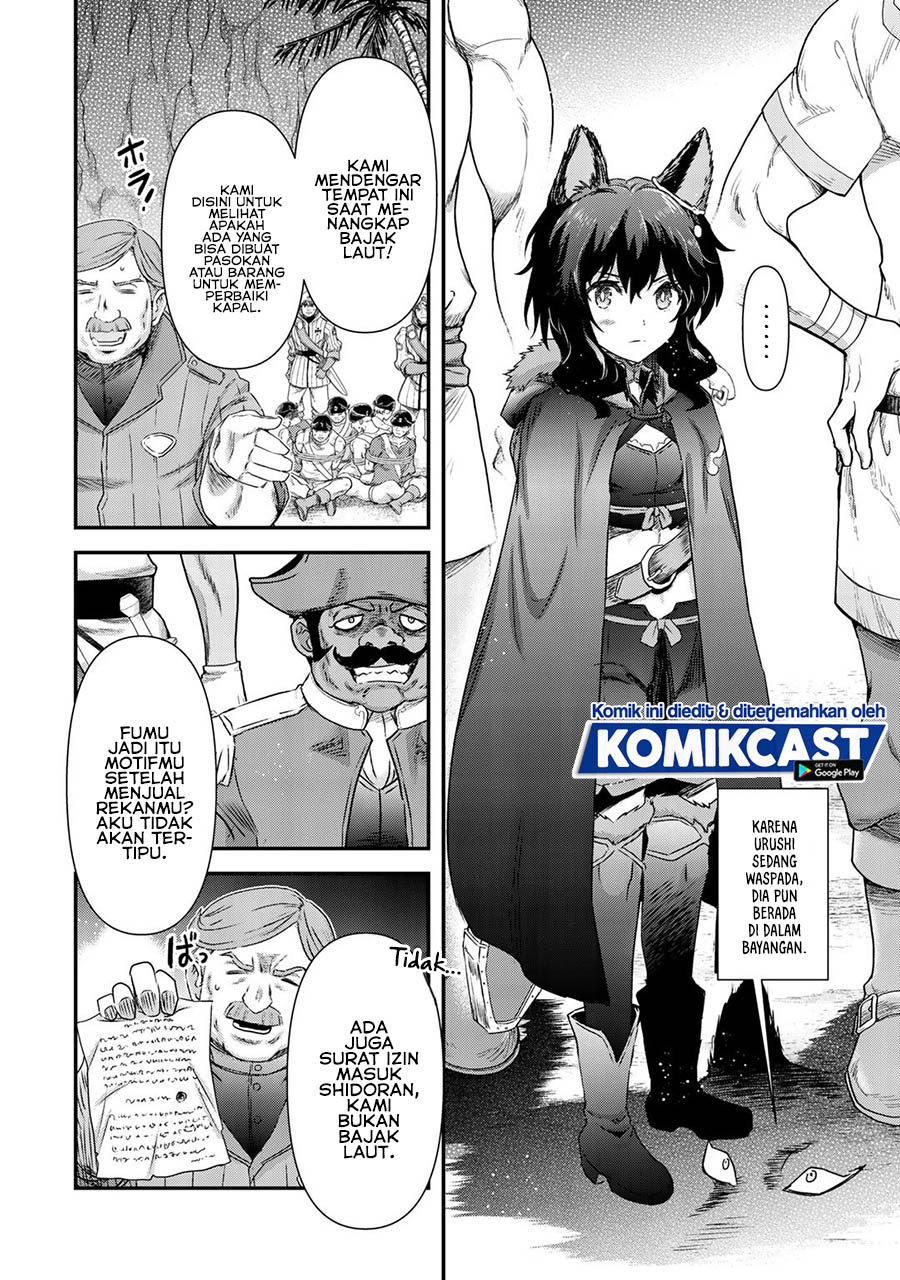 . . . . . .
Komik ini diedit & diterjemahkan oleh
KOMIKCAST
GET IT ON
Google Play
KARENA
URUSHI
SEDANG
WASPADA,
DIA PUN
BERADA
DI DALAM
BAYANGAN.
KAMI
MENDENGAR
TEMPAT INI
SAAT ME-
NANGKAP
BAJAK
LAUT!
KAMI
DISINI UNTUK
MELIHAT
APAKAH
ADA YANG
BISA DIBUAT
PASOKAN
ATAU BARANG
UNTUK MEM-
PERBAIKI
KAPAL.
ホラ!
FUMU
JADI ITU
MOTIFMU
SETELAH
MENJUAL
REKANMU?
AKU TIDAK
AKAN TER-
TIPU.
Tidak...
ばっ
ADA
JUGA
SURAT IZIN
MASUK
SHIDORAN,
KAMI
BUKAN
BAJAK
LAUT.